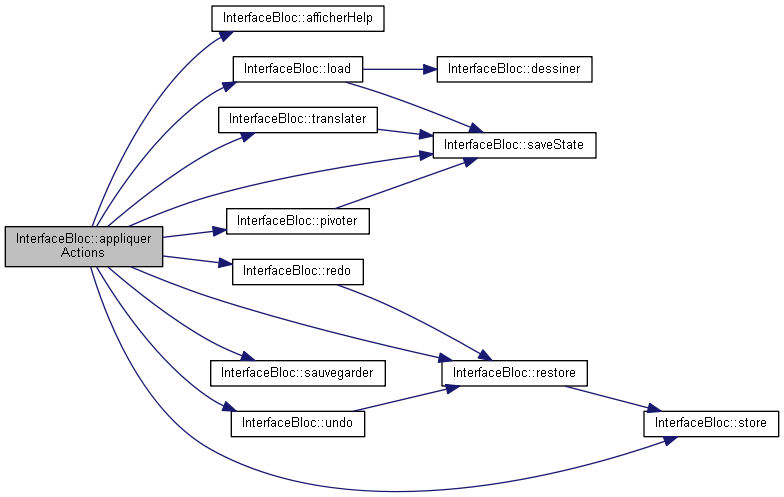 InterfaceBloc::afficherHelp
InterfaceBloc::load
InterfaceBloc::dessiner
InterfaceBloc::translater
InterfaceBloc::saveState
InterfaceBloc::pivoter
InterfaceBloc::appliquer
Actions
InterfaceBloc::redo
InterfaceBloc::sauvegarder
InterfaceBloc::restore
InterfaceBloc::undo
InterfaceBloc::store